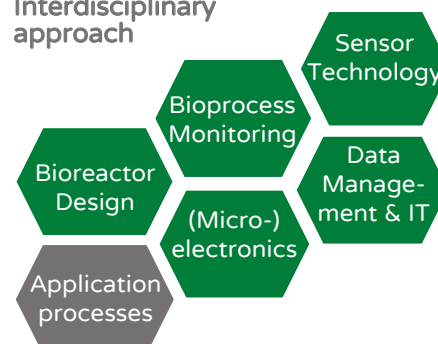 Interdisciplinary
approach
Sensor
Technology
Bioprocess
Monitoring
Data
Manage-
ment & IT
Bioreactor
Design
(Micro-)
electronics
Application
processes